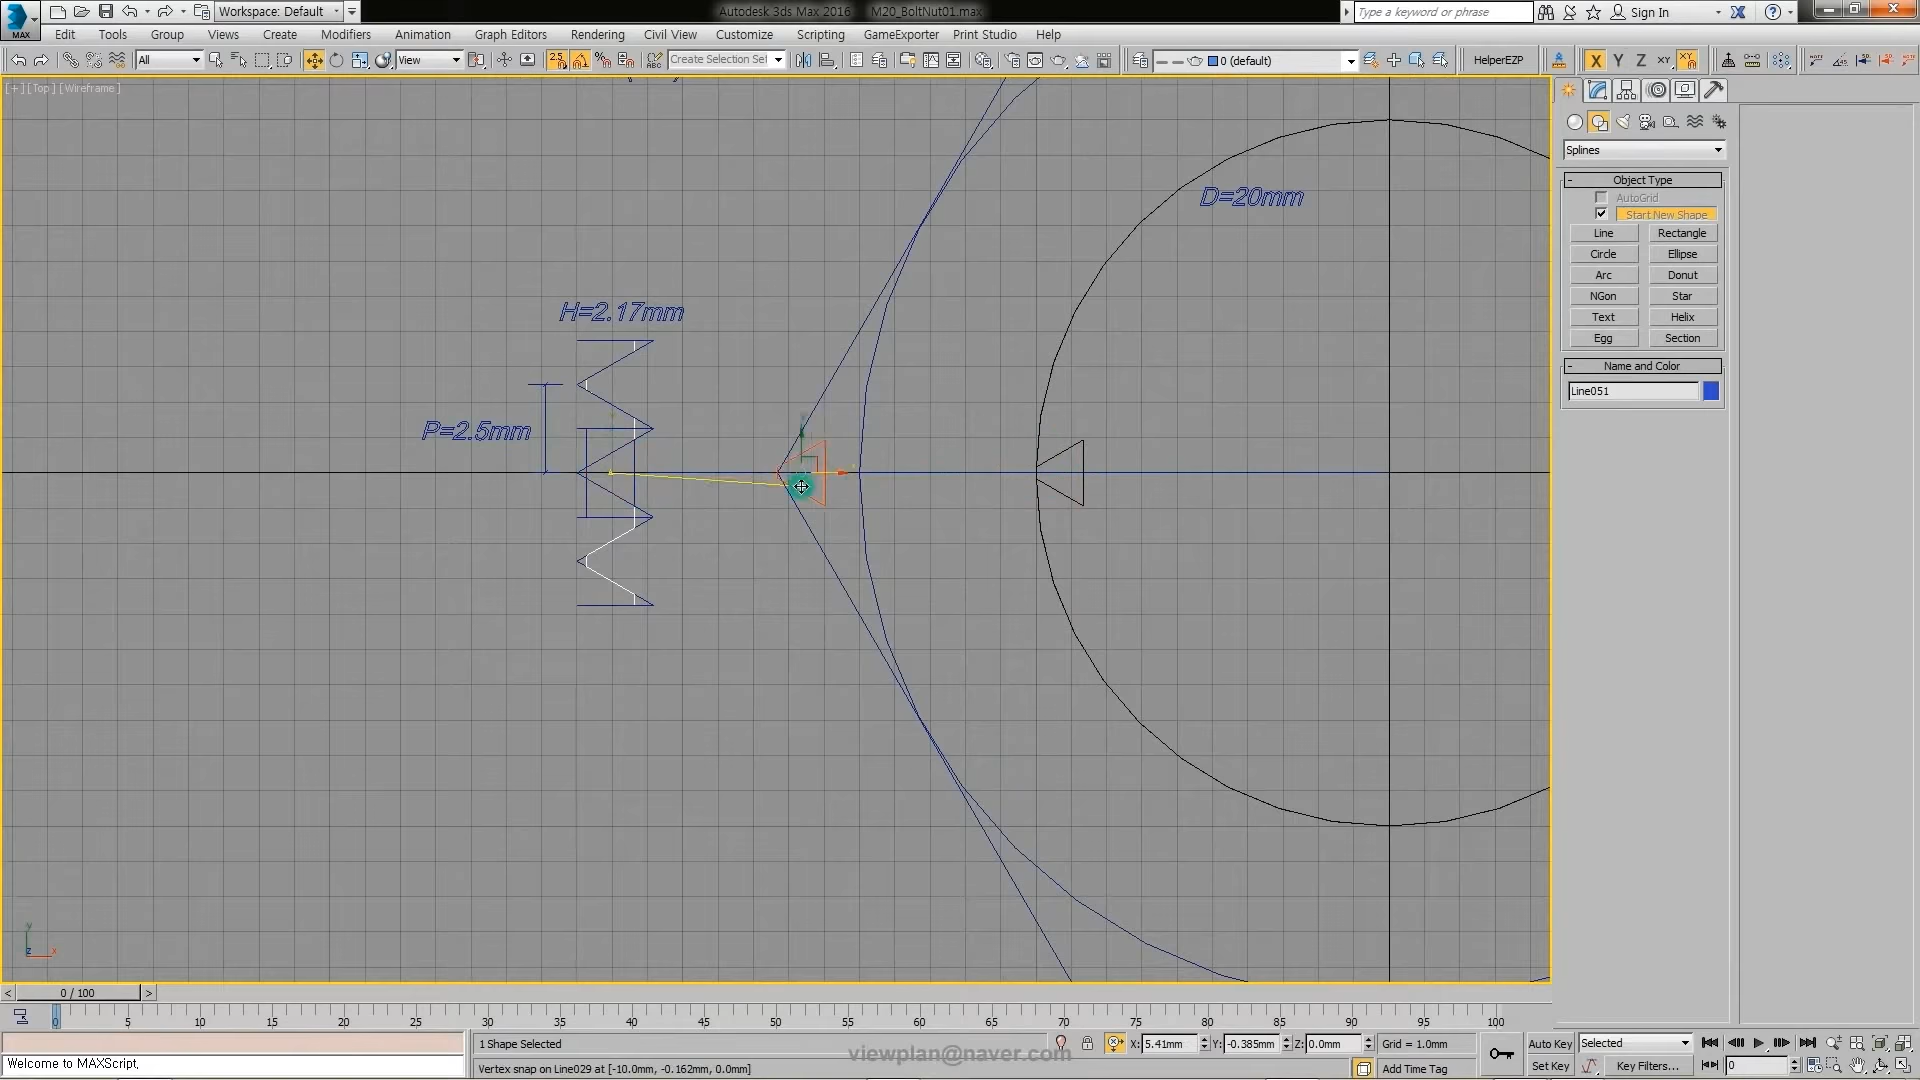 Autodesk 3ds Max 2016 M20_BoltNut01.max
MAX
Workspace: Default
Type a keyword or phrase
Sign In
Edit Tools Group Views Create Modifiers Animation Graph Editors Rendering Civil View Customize Scripting GameExporter Print Studio Help
All
View
2.5
Create Selection Set
0 (default)
HelperEZP
X Y Z XY
[+] [Top] [Wireframe]
Splines
- Object Type
AutoGrid
Start New Shape
Line Rectangle
Circle Ellipse
Arc Donut
NGon Star
Text Helix
Egg Section
- Name and Color
Line051
D=20mm
H=2.17mm
P=2.5mm
y
z x
< 0 / 100 >
0 5 10 15 20 25 30 35 40 45 50 55 60 65 70 75 80 85 90 95 100
1 Shape Selected
X: 5.41mm Y: -0.385mm Z: 0.0mm
Grid = 1.0mm
Auto Key
Selected
Welcome to MAXScript,
Vertex snap on Line029 at [-10.0mm, -0.162mm, 0.0mm]
Add Time Tag
Set Key
Key Filters...
0
viewplan@naver.com